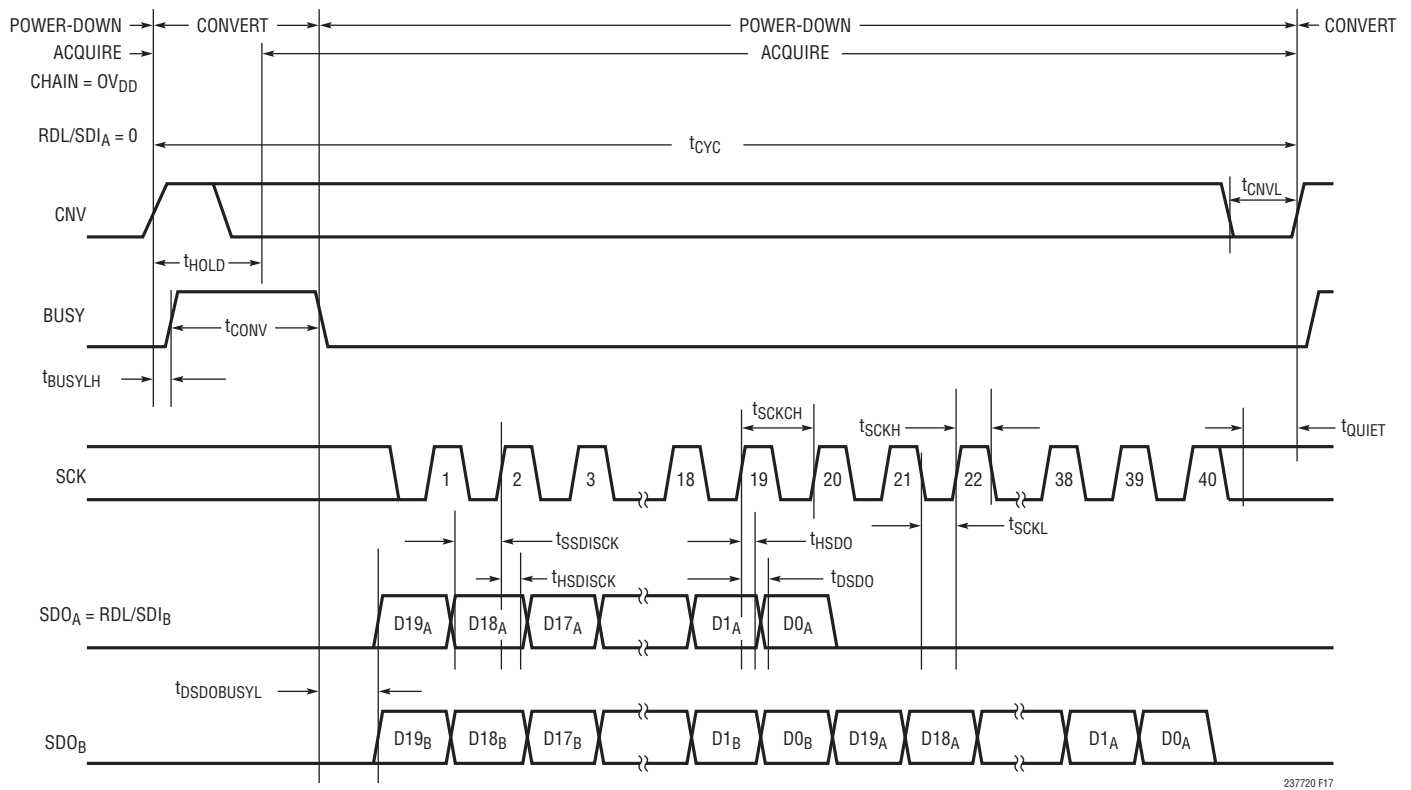 POWER-DOWN CONVERT POWER-DOWN CONVERT
ACQUIRE ACQUIRE
CHAIN = OVDD
RDL/SDIA = 0
tCYC
CNV
tCNVL
tHOLD
BUSY
tCONV
tBUSYLH
tSCKCH
tSCKH
tQUIET
SCK
1 2 3 18 19 20 21 22 38 39 40
tSSDISCK
tHSDO
tSCKL
tHSDISCK
tDSDO
SDOA = RDL/SDIB
D19A D18A D17A D1A D0A
tDSDOBUSYL
SDOB
D19B D18B D17B D1B D0B D19A D18A D1A D0A
237720 F17